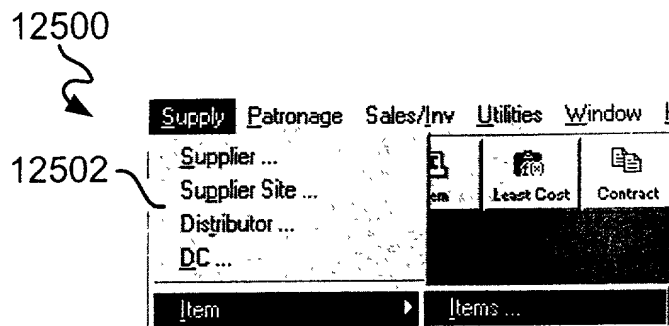 12500
Supply Patronage Sales/Inv Utilities Window
12502
Supplier ...
Supplier Site ...
Distributor ...
DC ...
Least Cost Contract
Item Items ...